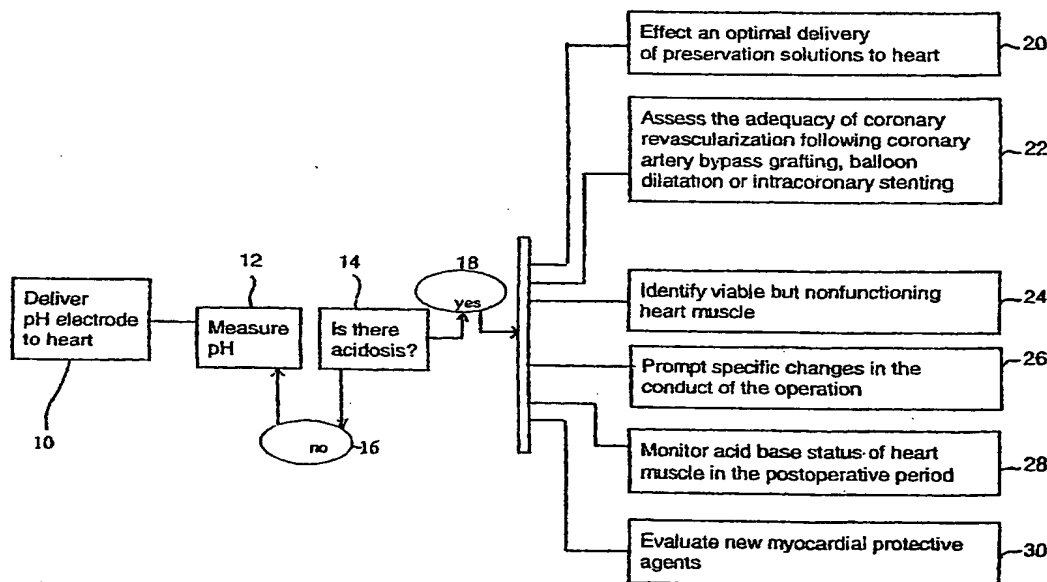 Deliver
pH electrode
to heart
10
12
Measure
pH
14
Is there
acidosis?
no
16
18
yes
Effect an optimal delivery
of preservation solutions to heart
20
Assess the adequacy of coronary
revascularization following coronary
artery bypass grafting, balloon
dilatation or intracoronary stenting
22
Identify viable but nonfunctioning
heart muscle
24
Prompt specific changes in the
conduct of the operation
26
Monitor acid base status of heart
muscle in the postoperative period
28
Evaluate new myocardial protective
agents
30